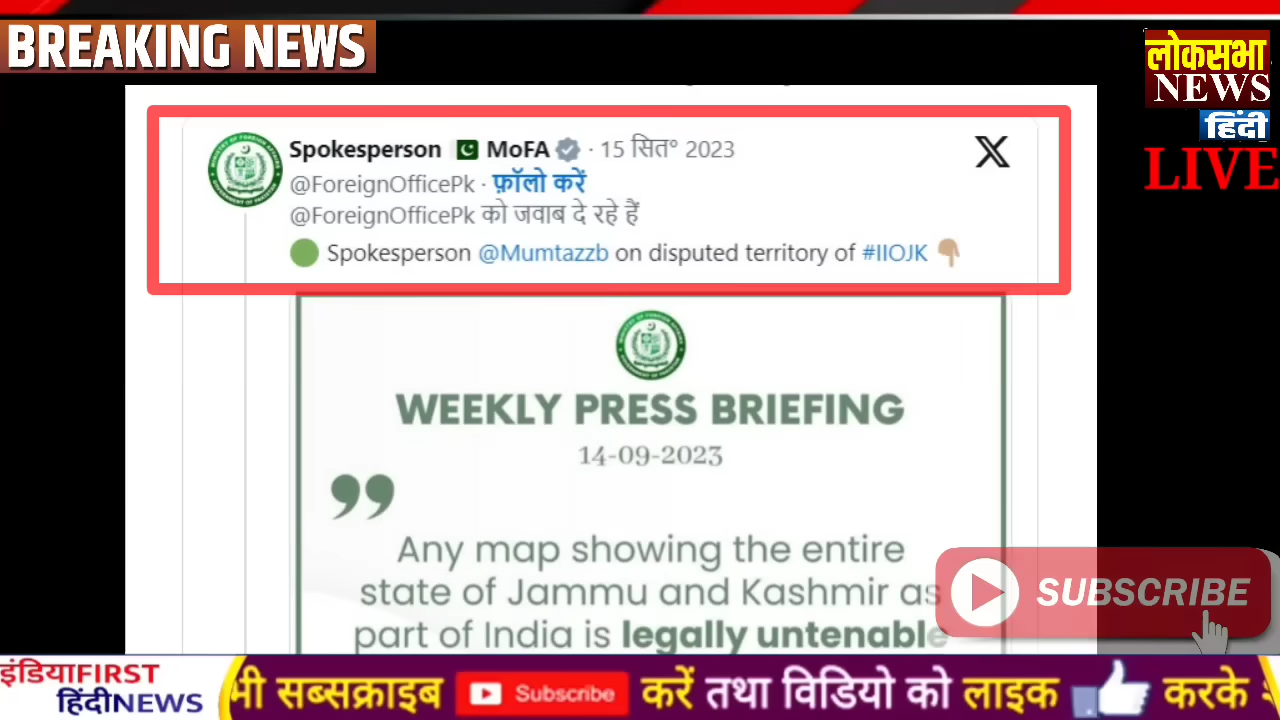 BREAKING NEWS
लोकसभा
NEWS
हिंदी
LIVE
Spokesperson MoFA · 15 सित॰ 2023
@ForeignOfficePk · फ़ॉलो करें
@ForeignOfficePk को जवाब दे रहे हैं
Spokesperson @Mumtazzb on disputed territory of #IIOJK
WEEKLY PRESS BRIEFING
14-09-2023
”
Any map showing the entire
state of Jammu and Kashmir as
part of India is legally untenable
SUBSCRIBE
इंडियाFIRST
हिंदीNEWS
भी सब्सक्राइब Subscribe करें तथा विडियो को लाइक करके